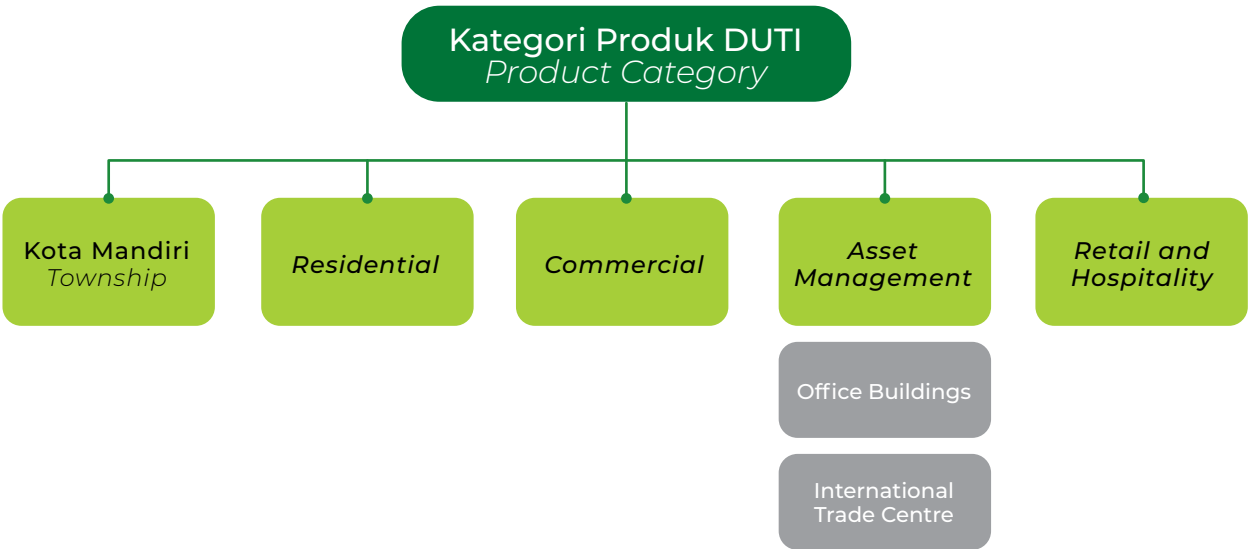 Kategori Produk DUTI
Product Category
Kota Mandiri
Township
Residential
Commercial
Asset
Management
Retail and
Hospitality
Office Buildings
International
Trade Centre